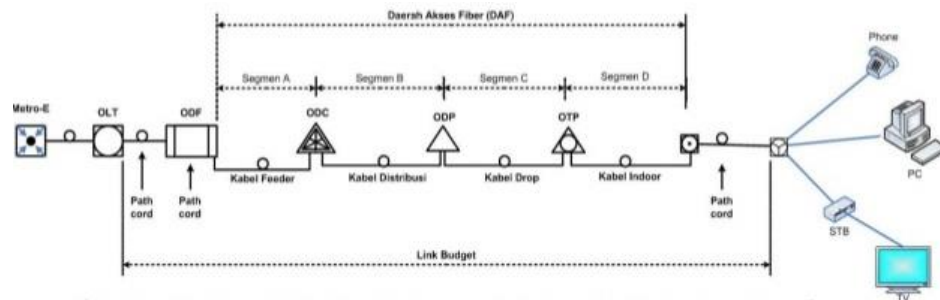 Daerah Akses Fiber (DAF)
Segmen A
Segmen B
Segmen C
Segmen D
Phone
Metro-E
OLT
ODF
ODC
ODP
OTP
PC
Kabel Feeder
Kabel Distribusi
Kabel Drop
Kabel Indoor
Path cord
Path cord
Path cord
STB
Link Budget
TV